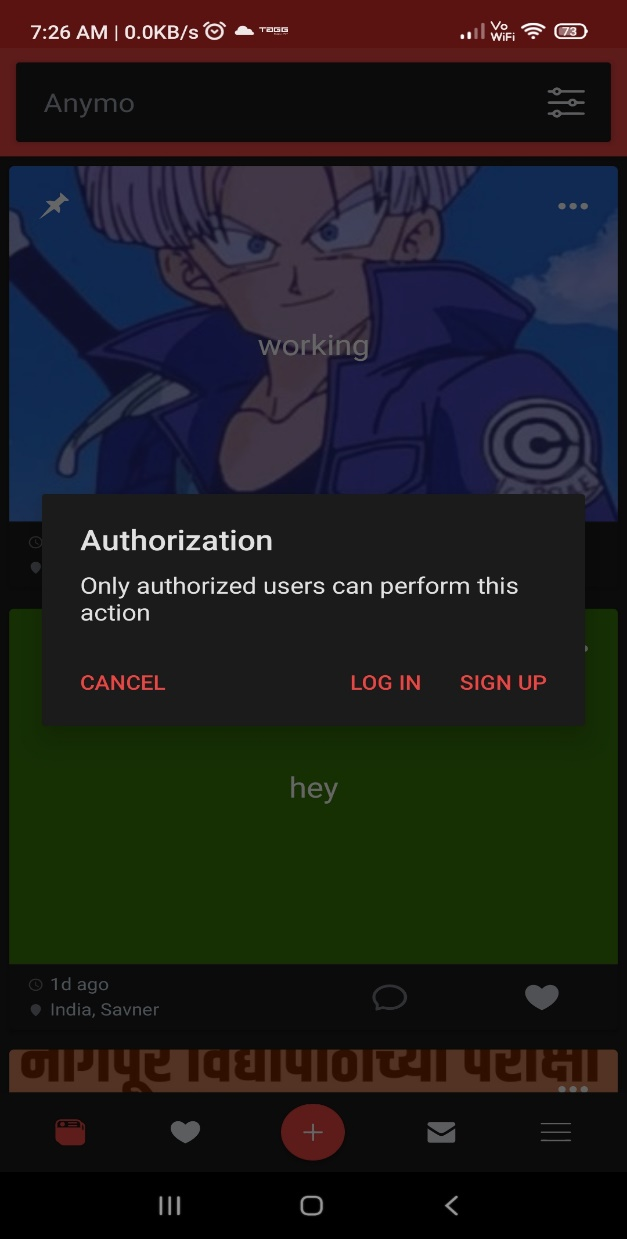 7:26 AM | 0.0KB/s TAGG Vo WiFi 73
Anymo
working
Authorization
Only authorized users can perform this
action
CANCEL LOG IN SIGN UP
hey
1d ago
India, Savner
नागपूर विद्यापीठाच्या परीक्षा